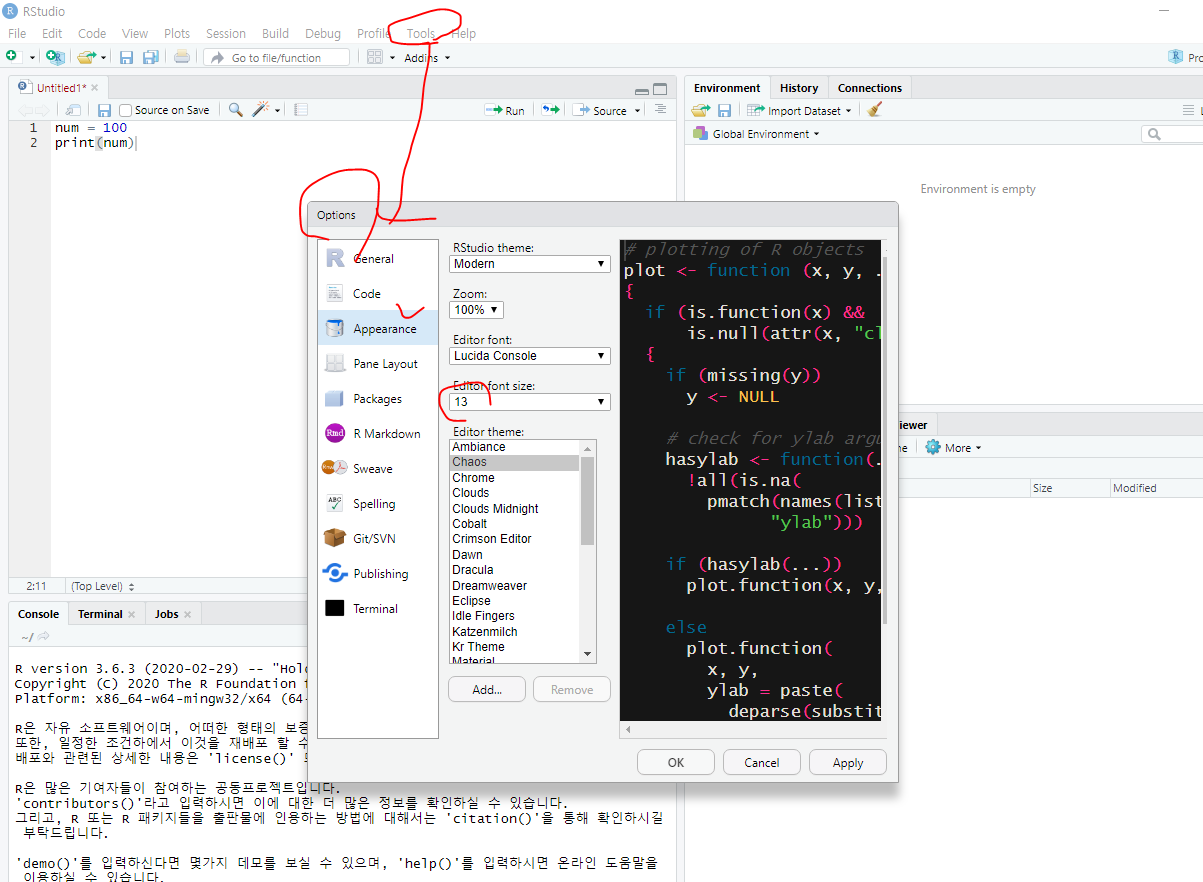 RStudio
File Edit Code View Plots Session Build Debug Profile Tools Help
Go to file/function
Addins
Untitled1*
Source on Save
Run
Source
1 num = 100
2 print(num)
2:11 (Top Level)
Environment History Connections
Import Dataset
Global Environment
Environment is empty
More
Size Modified
Options
General
Code
Appearance
Pane Layout
Packages
R Markdown
Sweave
Spelling
Git/SVN
Publishing
Terminal
RStudio theme:
Modern
Zoom:
100%
Editor font:
Lucida Console
Editor font size:
13
Editor theme:
Ambiance
Chaos
Chrome
Clouds
Clouds Midnight
Cobalt
Crimson Editor
Dawn
Dracula
Dreamweaver
Eclipse
Idle Fingers
Katzenmilch
Kr Theme
Material
Add... Remove
# plotting of R objects
plot <- function (x, y, .
{
if (is.function(x) &&
is.null(attr(x, "cl
{
if (missing(y))
y <- NULL
# check for ylab argu
hasylab <- function(.
!all(is.na(
pmatch(names(list
"ylab")))
if (hasylab(...))
plot.function(x, y,
else
plot.function(
x, y,
ylab = paste(
deparse(substit
OK Cancel Apply
Console Terminal Jobs
~/
R version 3.6.3 (2020-02-29) -- "Hol
Copyright (C) 2020 The R Foundation
Platform: x86_64-w64-mingw32/x64 (64-
R은 자유 소프트웨어이며, 어떠한 형태의 보증
또한, 일정한 조건하에서 이것을 재배포 할 수
배포와 관련된 상세한 내용은 'license()'
R은 많은 기여자들이 참여하는 공동프로젝트입니다.
'contributors()'라고 입력하시면 이에 대한 더 많은 정보를 확인하실 수 있습니다.
그리고, R 또는 R 패키지들을 출판물에 인용하는 방법에 대해서는 'citation()'을 통해 확인하시길
부탁드립니다.
'demo()'를 입력하신다면 몇가지 데모를 보실 수 있으며, 'help()'를 입력하시면 온라인 도움말을
이용하실 수 있습니다.